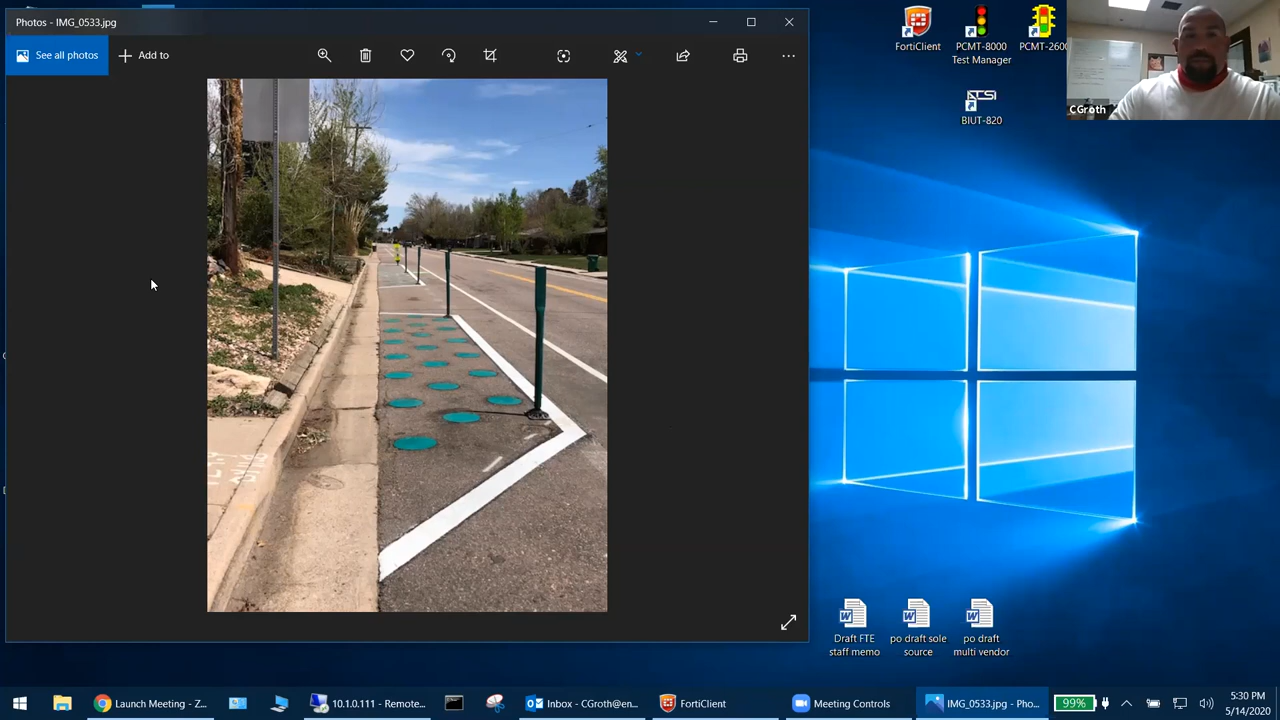 Photos - IMG_0533.jpg
See all photos
Add to
FortiClient
PCMT-8000
Test Manager
PCMT-2600
BIUT-820
CGroth
Draft FTE
staff memo
po draft sole
source
po draft
multi vendor
Launch Meeting - Z...
10.1.0.111 - Remote...
Inbox - CGroth@en...
FortiClient
Meeting Controls
IMG_0533.jpg - Pho...
99%
5:30 PM
5/14/2020